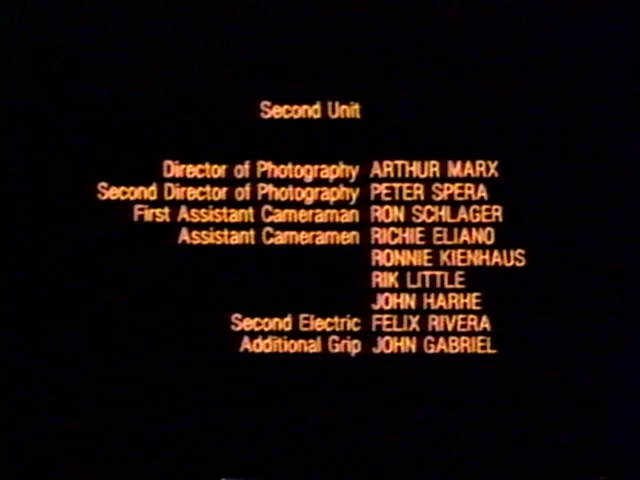 Second Unit
Director of Photography ARTHUR MARX
Second Director of Photography PETER SPERA
First Assistant Cameraman RON SCHLAGER
Assistant Cameramen RICHIE ELIANO
RONNIE KIENHAUS
RIK LITTLE
JOHN HARHE
Second Electric FELIX RIVERA
Additional Grip JOHN GABRIEL